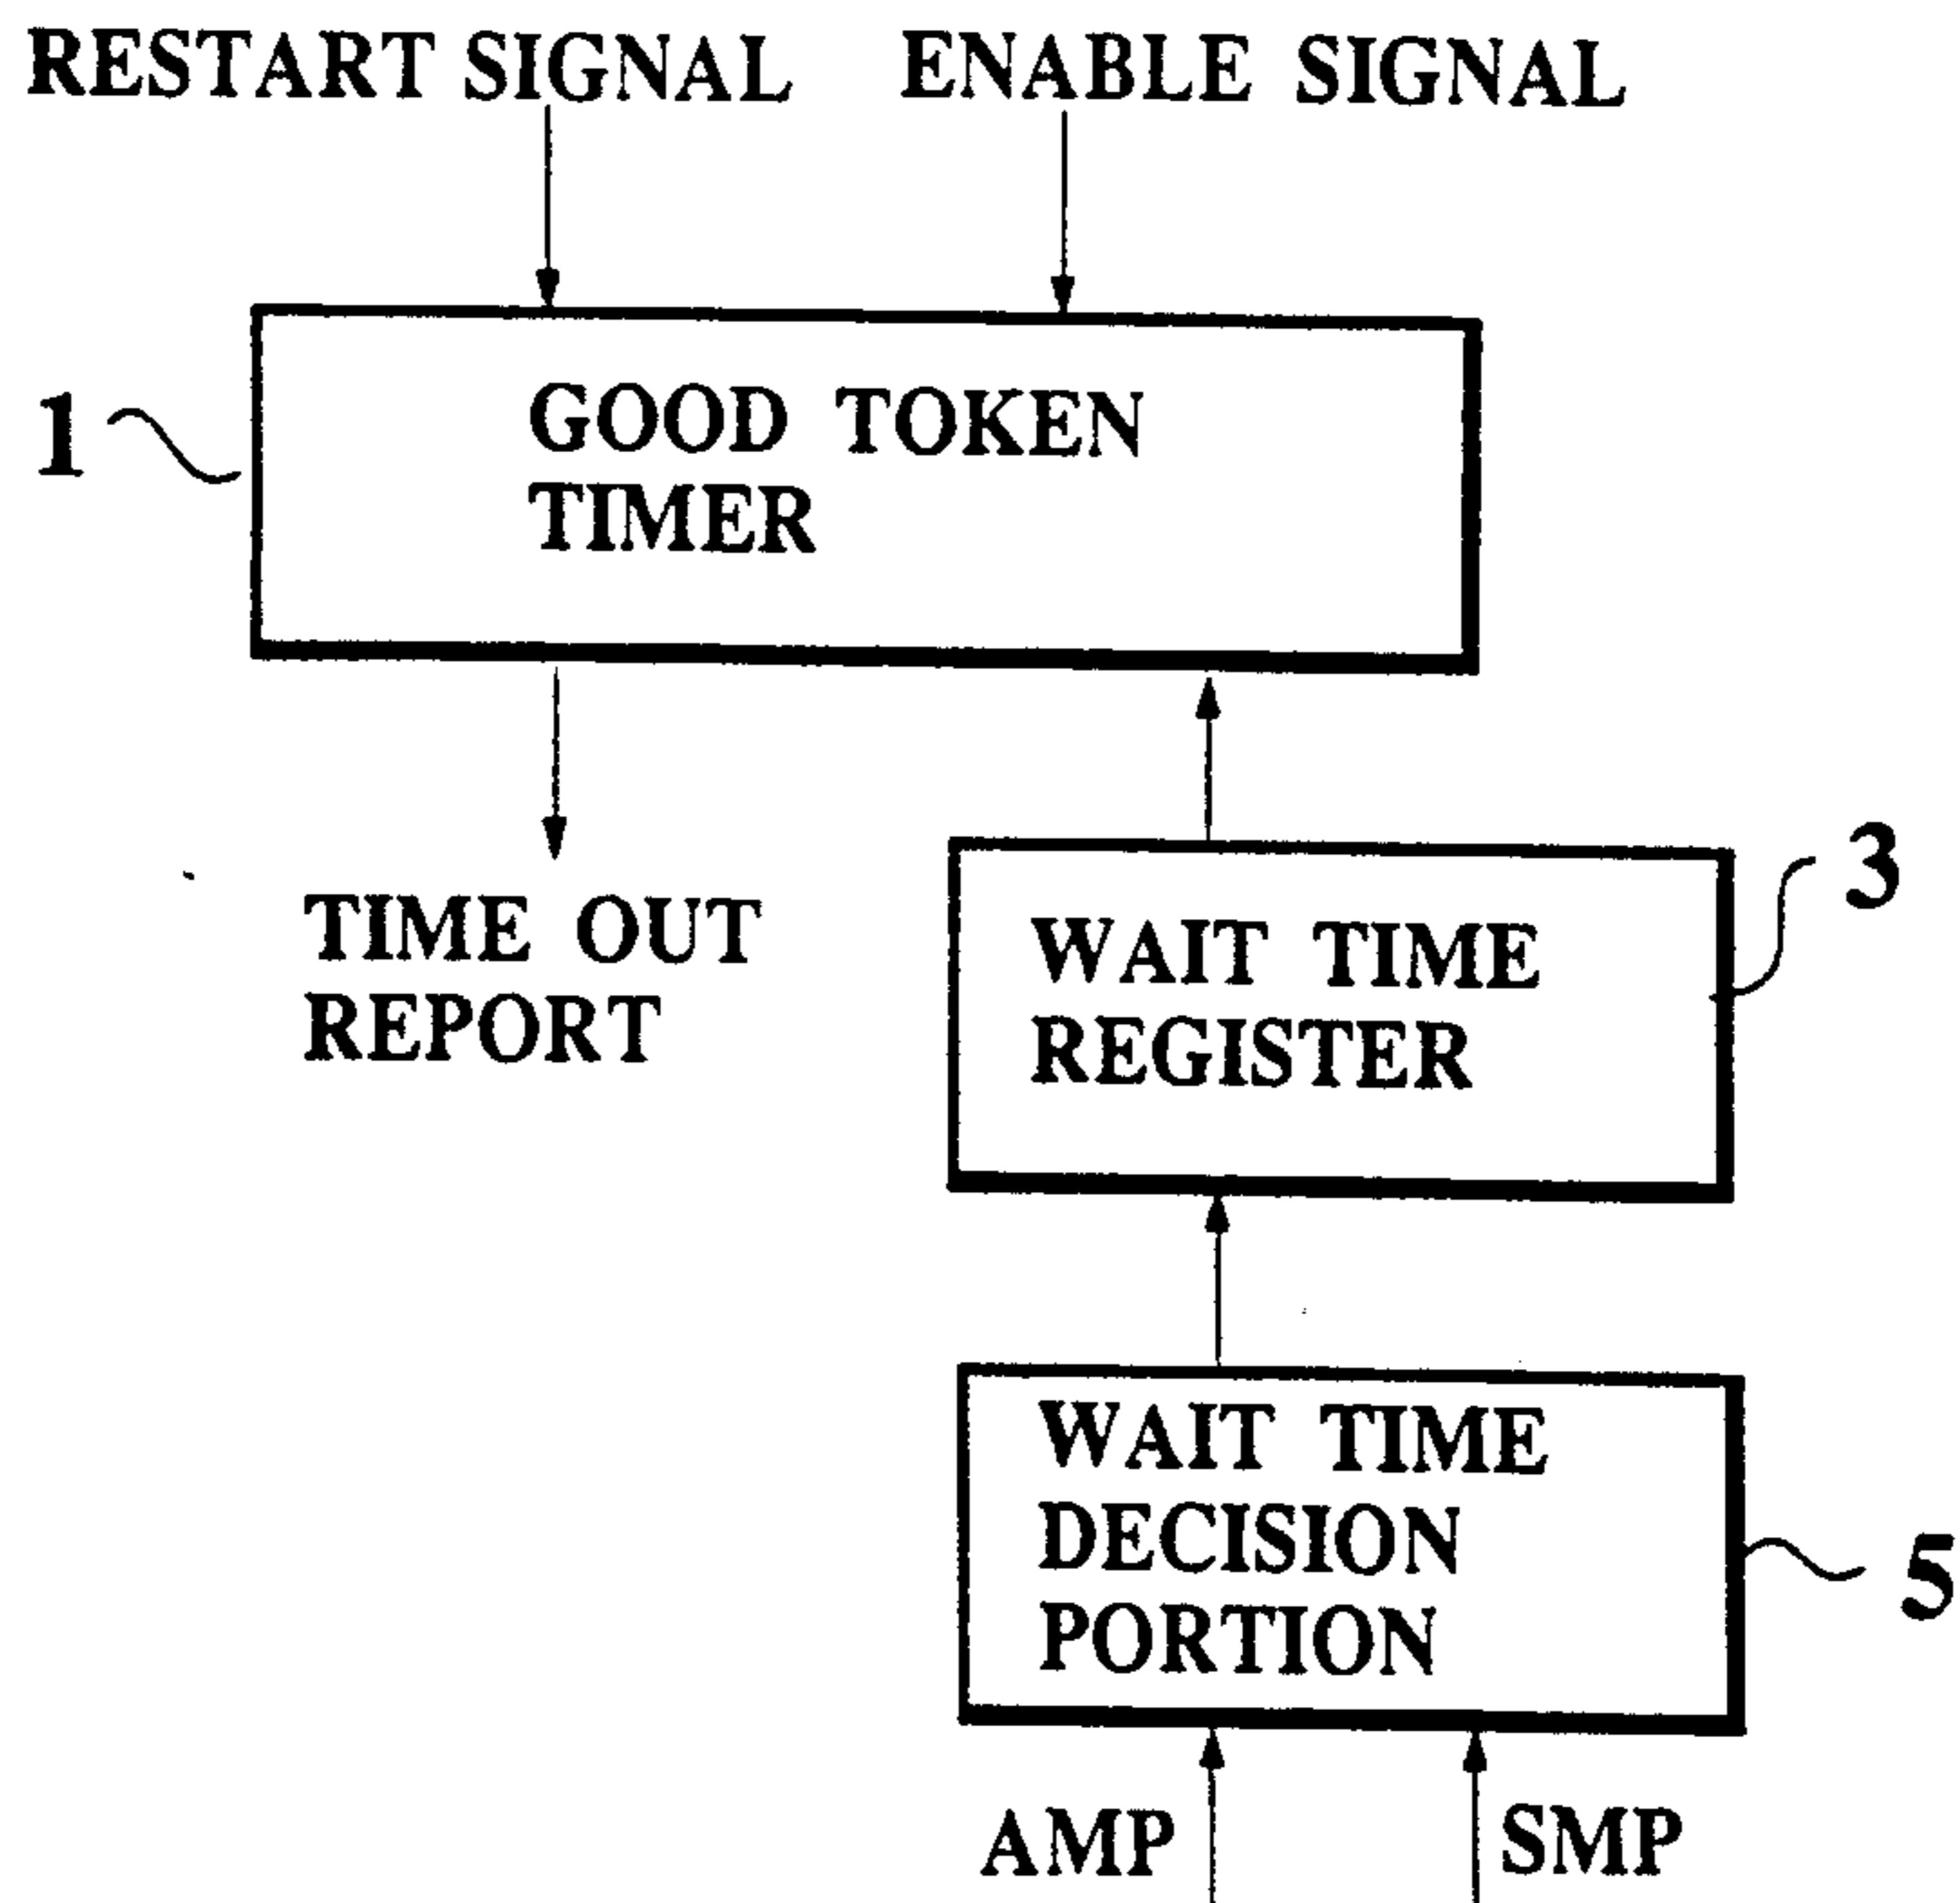 RESTART SIGNAL ENABLE SIGNAL
1
GOOD TOKEN
TIMER
TIME OUT
REPORT
3
WAIT TIME
REGISTER
WAIT TIME
DECISION
PORTION
5
AMP SMP